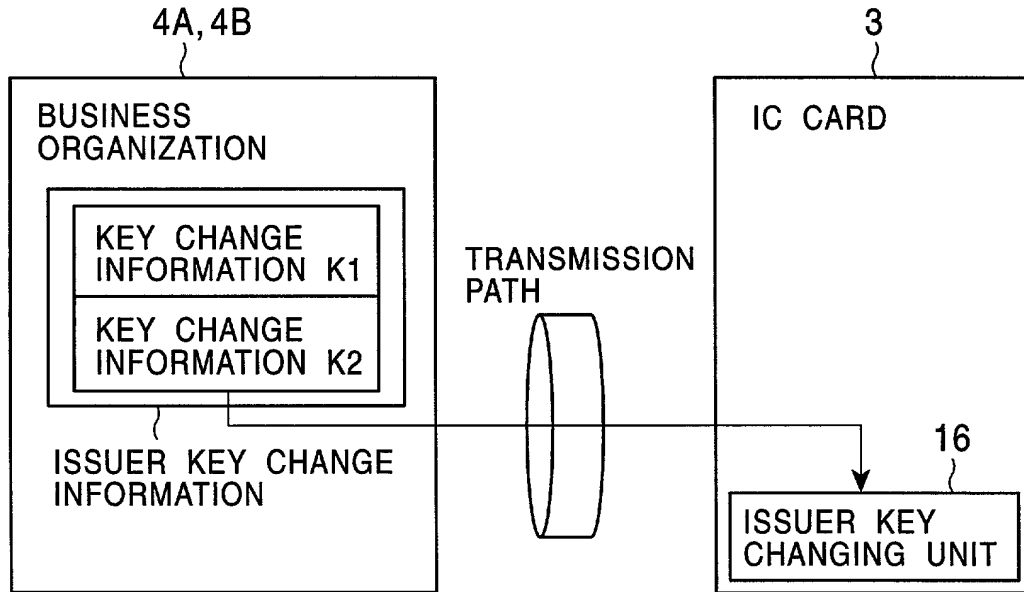 4A, 4B
3
BUSINESS
ORGANIZATION
IC CARD
KEY CHANGE
INFORMATION K1
KEY CHANGE
INFORMATION K2
TRANSMISSION
PATH
ISSUER KEY CHANGE
INFORMATION
16
ISSUER KEY
CHANGING UNIT